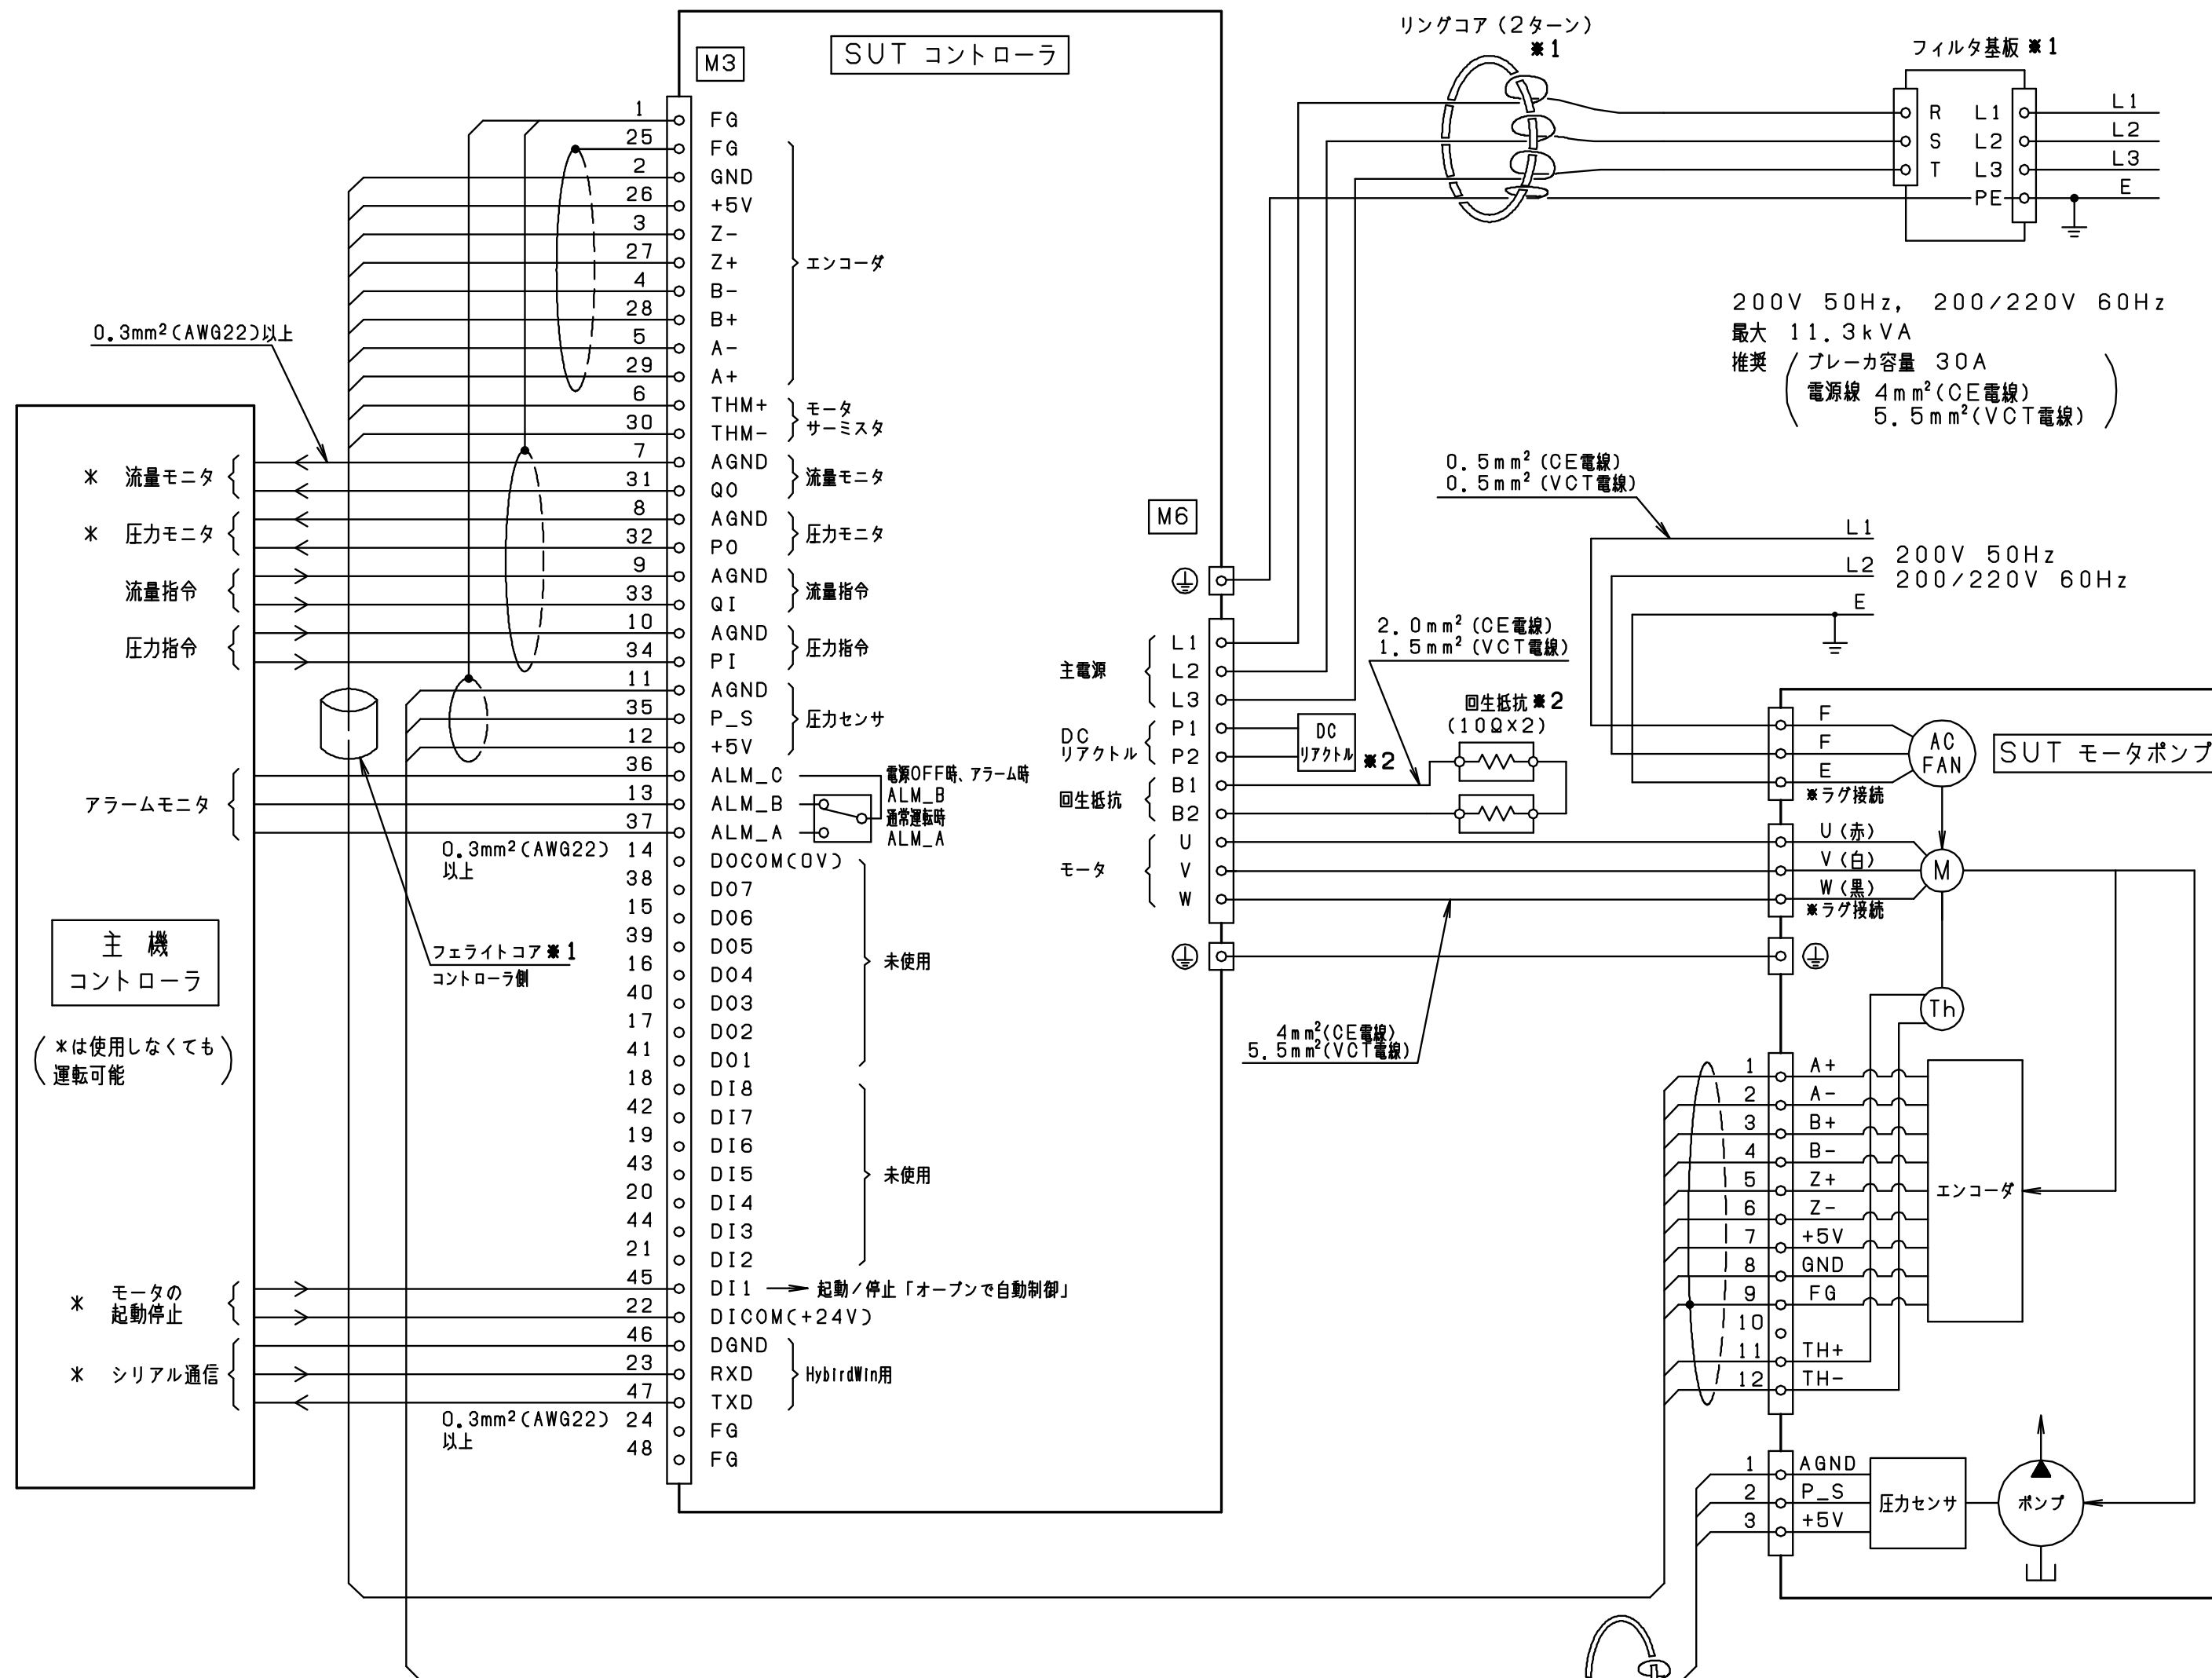 M3
SUT コントローラ
リングコア（2ターン）
※1
フィルタ基板 ※1
1 FG
25 FG
2 GND
26 +5V
3 Z-
27 Z+
4 B-
28 B+
5 A-
29 A+
エンコーダ
6 THM+
30 THM-
モータ
サーミスタ
7 AGND
31 QO
流量モニタ
8 AGND
32 PO
圧力モニタ
9 AGND
33 QI
流量指令
10 AGND
34 PI
圧力指令
11 AGND
35 P_S
12 +5V
圧力センサ
36 ALM_C
13 ALM_B
37 ALM_A
電源OFF時、アラーム時
ALM_B
通常運転時
ALM_A
14 DOCOM(0V)
38 DO7
15 DO6
39 DO5
16 DO4
40 DO3
17 DO2
41 DO1
未使用
18 DI8
42 DI7
19 DI6
43 DI5
20 DI4
44 DI3
21 DI2
未使用
45 DI1
起動/停止「オープンで自動制御」
22 DICOM(+24V)
46 DGND
23 RXD
47 TXD
HybirdWin用
24 FG
48 FG
0.3mm²(AWG22)以上
* 流量モニタ
* 圧力モニタ
流量指令
圧力指令
アラームモニタ
0.3mm²(AWG22)
以上
フェライトコア※1
コントローラ側
主 機
コントローラ
*は使用しなくても
運転可能
* モータの
起動停止
* シリアル通信
0.3mm²(AWG22)
以上
R L1 L1
S L2 L2
T L3 L3
PE E
200V 50Hz, 200/220V 60Hz
最大 11.3kVA
推奨
ブレーカ容量 30A
電源線 4mm²(CE電線)
5.5mm²(VCT電線)
0.5mm²(CE電線)
0.5mm²(VCT電線)
L1
L2
E
200V 50Hz
200/220V 60Hz
M6
主電源
L1
L2
L3
DC
リアクトル
P1
P2
回生抵抗
B1
B2
モータ
U
V
W
DC
リアクトル
※2
2.0mm²(CE電線)
1.5mm²(VCT電線)
回生抵抗※2
(10Ω×2)
4mm²(CE電線)
5.5mm²(VCT電線)
SUT モータポンプ
F
F
E
※ラグ接続
AC
FAN
U(赤)
V(白)
W(黒)
※ラグ接続
M
Th
1 A+
2 A-
3 B+
4 B-
5 Z+
6 Z-
7 +5V
8 GND
9 FG
10
11 TH+
12 TH-
エンコーダ
1 AGND
2 P_S
3 +5V
圧力センサ
ポンプ